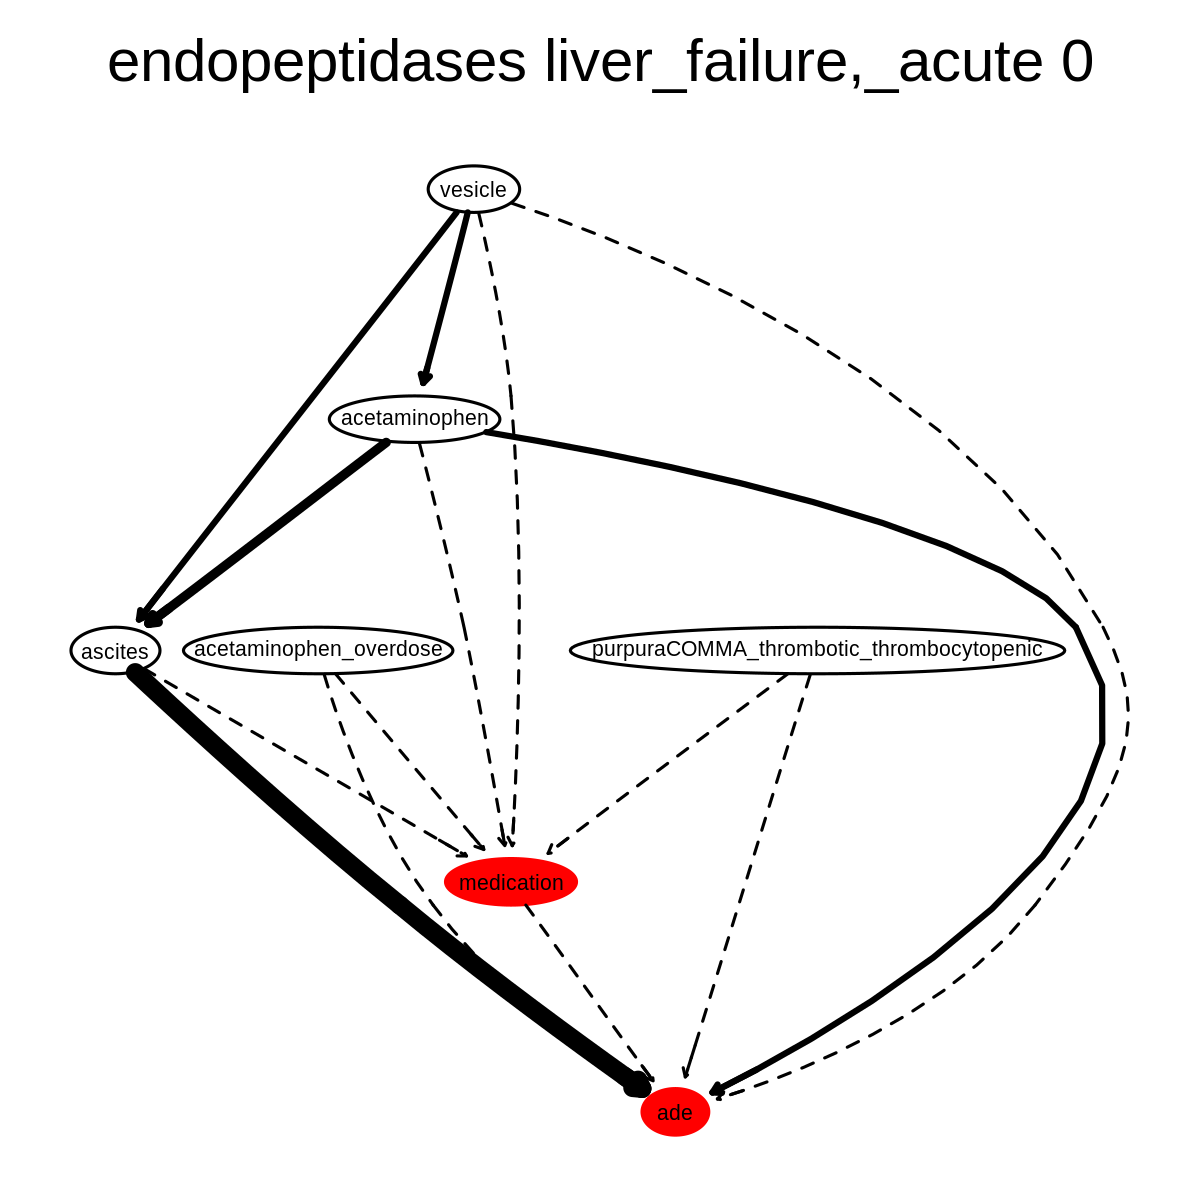 endopeptidases liver_failure,_acute 0
vesicle
acetaminophen
ascites
acetaminophen_overdose
purpuraCOMMA_thrombotic_thrombocytopenic
medication
ade